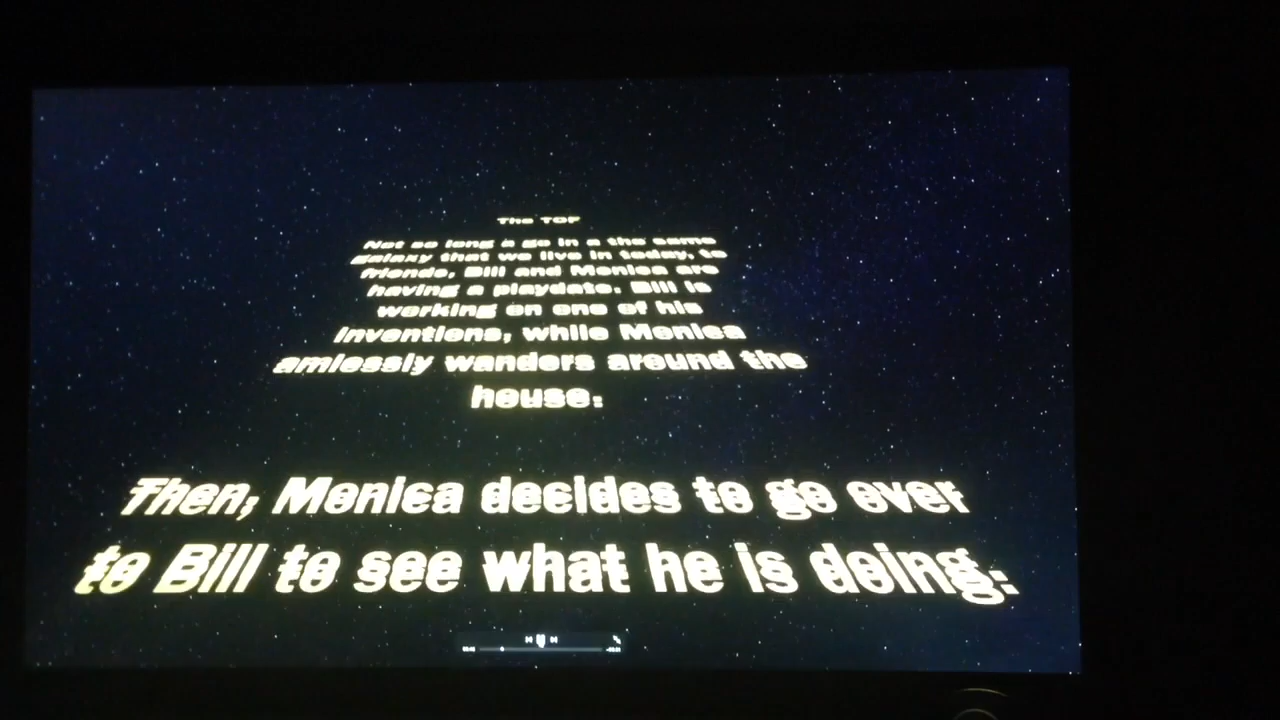 The TOP
Not so long a go in a the same
galaxy that we live in today, to
friends, Bill and Monica are
having a playdate. Bill is
working on one of his
inventions, while Monica
amlessly wanders around the
house.
Then, Monica decides to go over
to Bill to see what he is doing.